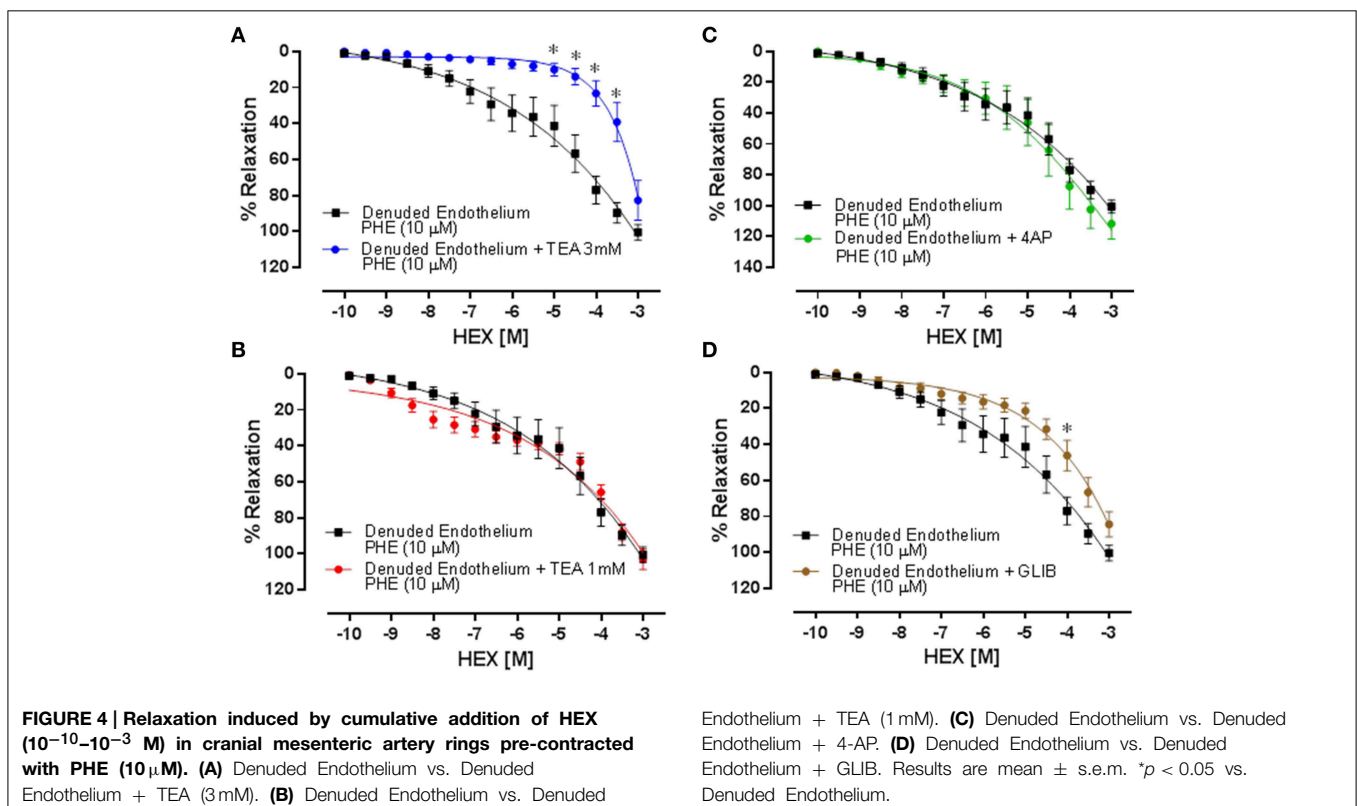 A
0
20
40
60
80
100
120
% Relaxation
* * * *
Denuded Endothelium
PHE (10 µM)
Denuded Endothelium + TEA 3mM
PHE (10 µM)
-10 -9 -8 -7 -6 -5 -4 -3
HEX [M]
B
0
20
40
60
80
100
120
% Relaxation
Denuded Endothelium
PHE (10 µM)
Denuded Endothelium + TEA 1mM
PHE (10 µM)
-10 -9 -8 -7 -6 -5 -4 -3
HEX [M]
C
0
20
40
60
80
100
120
140
% Relaxation
Denuded Endothelium
PHE (10 µM)
Denuded Endothelium + 4AP
PHE (10 µM)
-10 -9 -8 -7 -6 -5 -4 -3
HEX [M]
D
0
20
40
60
80
100
120
% Relaxation
*
Denuded Endothelium
PHE (10 µM)
Denuded Endothelium + GLIB
PHE (10 µM)
-10 -9 -8 -7 -6 -5 -4 -3
HEX [M]
FIGURE 4 | Relaxation induced by cumulative addition of HEX
(10⁻¹⁰–10⁻³ M) in cranial mesenteric artery rings pre-contracted
with PHE (10 µM). (A) Denuded Endothelium vs. Denuded
Endothelium + TEA (3 mM). (B) Denuded Endothelium vs. Denuded
Endothelium + TEA (1 mM). (C) Denuded Endothelium vs. Denuded
Endothelium + 4-AP. (D) Denuded Endothelium vs. Denuded
Endothelium + GLIB. Results are mean ± s.e.m. *p < 0.05 vs.
Denuded Endothelium.